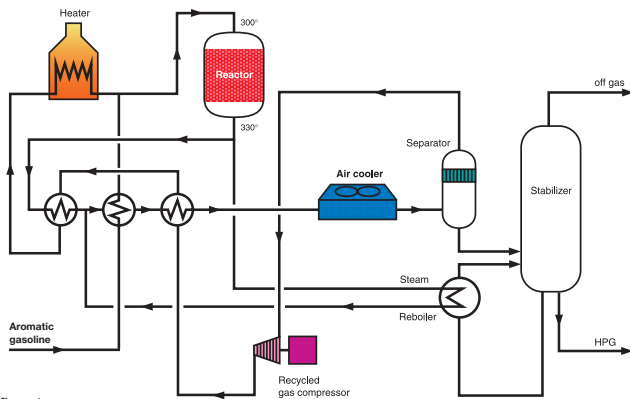 Heater
300°
Reactor
330°
off gas
Separator
Air cooler
Stabilizer
Steam
Reboiler
Aromatic
gasoline
HPG
Recycled
gas compressor